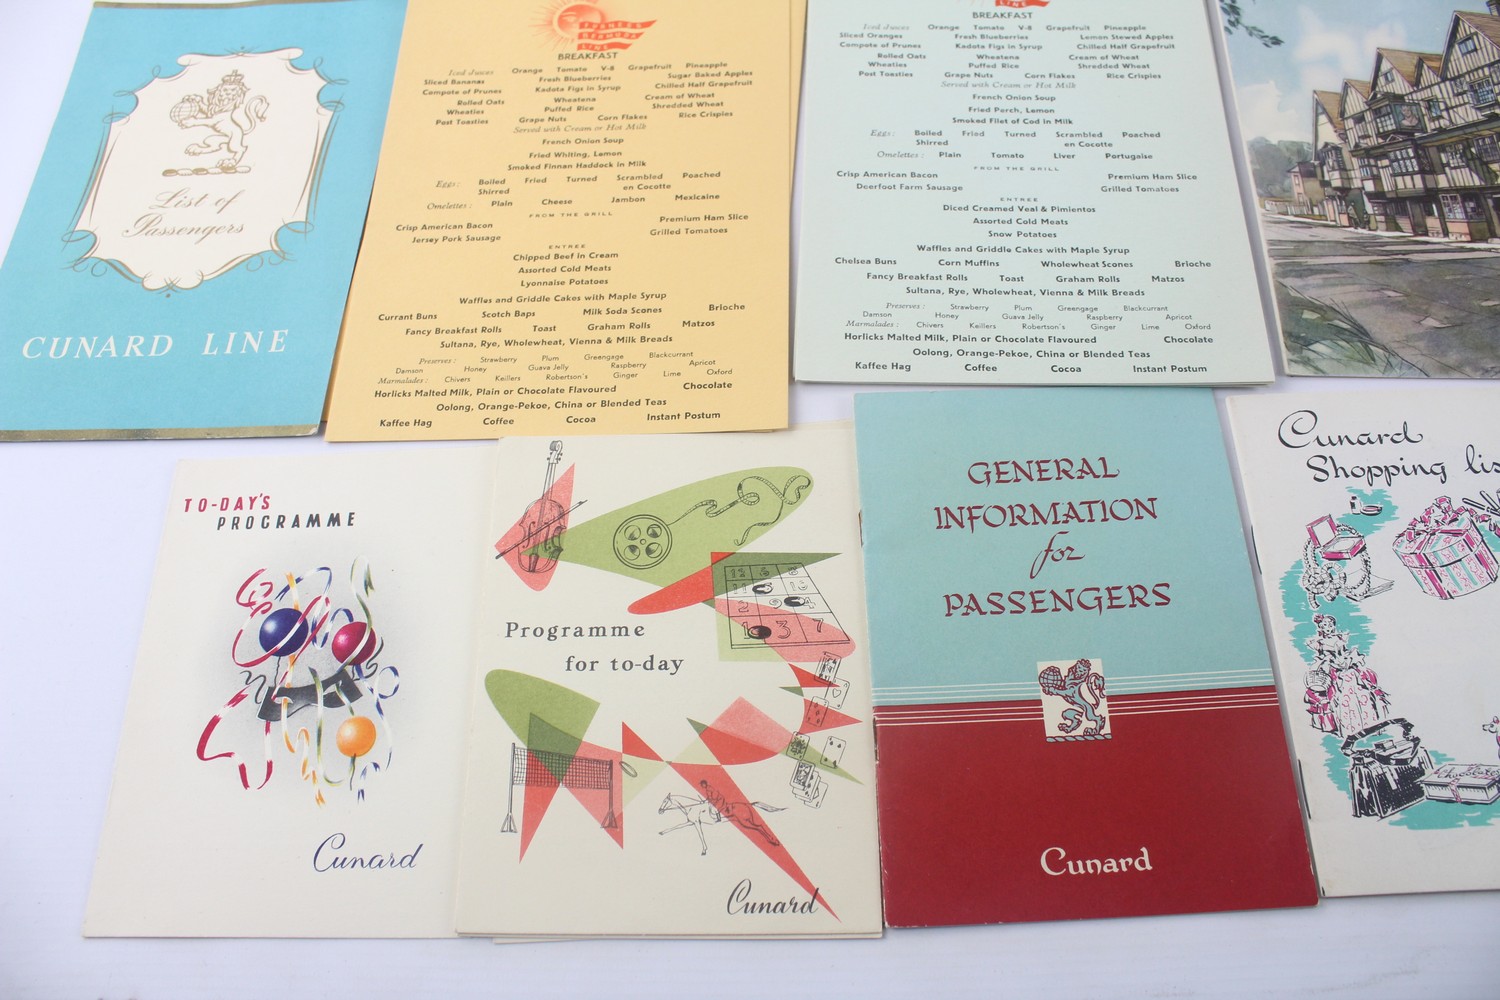 List of
Passengers
CUNARD LINE
FURNESS
BERMUDA
LINE
BREAKFAST
Iced Juices Orange Tomato V-8 Grapefruit Pineapple
Sliced Bananas Fresh Blueberries Sugar Baked Apples
Compote of Prunes Kadota Figs in Syrup Chilled Half Grapefruit
Rolled Oats Wheatena Cream of Wheat
Wheaties Puffed Rice Shredded Wheat
Post Toasties Grape Nuts Corn Flakes Rice Crispies
Served with Cream or Hot Milk
French Onion Soup
Fried Whiting, Lemon
Smoked Finnan Haddock in Milk
Eggs: Boiled Fried Turned Scrambled Poached
Shirred en Cocotte
Omelettes: Plain Cheese Jambon Mexicaine
FROM THE GRILL
Crisp American Bacon Premium Ham Slice
Jersey Pork Sausage Grilled Tomatoes
ENTREE
Chipped Beef in Cream
Assorted Cold Meats
Lyonnaise Potatoes
Waffles and Griddle Cakes with Maple Syrup
Currant Buns Scotch Baps Milk Soda Scones Brioche
Fancy Breakfast Rolls Toast Graham Rolls Matzos
Sultana, Rye, Wholewheat, Vienna & Milk Breads
Preserves: Strawberry Plum Greengage Blackcurrant
Damson Honey Guava Jelly Raspberry Apricot
Marmalades: Chivers Keillers Robertson's Ginger Lime Oxford
Horlicks Malted Milk, Plain or Chocolate Flavoured Chocolate
Oolong, Orange-Pekoe, China or Blended Teas
Kaffee Hag Coffee Cocoa Instant Postum
LINE
BREAKFAST
Iced Juices Orange Tomato V-8 Grapefruit Pineapple
Sliced Oranges Fresh Blueberries Lemon Stewed Apples
Compote of Prunes Kadota Figs in Syrup Chilled Half Grapefruit
Rolled Oats Wheatena Cream of Wheat
Wheaties Puffed Rice Shredded Wheat
Post Toasties Grape Nuts Corn Flakes Rice Crispies
Served with Cream or Hot Milk
French Onion Soup
Fried Perch, Lemon
Smoked Filet of Cod in Milk
Eggs: Boiled Fried Turned Scrambled Poached
Shirred en Cocotte
Omelettes: Plain Tomato Liver Portugaise
FROM THE GRILL
Crisp American Bacon Premium Ham Slice
Deerfoot Farm Sausage Grilled Tomatoes
ENTREE
Diced Creamed Veal & Pimientos
Assorted Cold Meats
Snow Potatoes
Waffles and Griddle Cakes with Maple Syrup
Chelsea Buns Corn Muffins Wholewheat Scones Brioche
Fancy Breakfast Rolls Toast Graham Rolls Matzos
Sultana, Rye, Wholewheat, Vienna & Milk Breads
Preserves: Strawberry Plum Greengage Blackcurrant
Damson Honey Guava Jelly Raspberry Apricot
Marmalades: Chivers Keillers Robertson's Ginger Lime Oxford
Horlicks Malted Milk, Plain or Chocolate Flavoured Chocolate
Oolong, Orange-Pekoe, China or Blended Teas
Kaffee Hag Coffee Cocoa Instant Postum
TO-DAY'S
PROGRAMME
Cunard
Programme
for to-day
Cunard
GENERAL
INFORMATION
for
PASSENGERS
Cunard
Cunard
Shopping lis
Chocolates